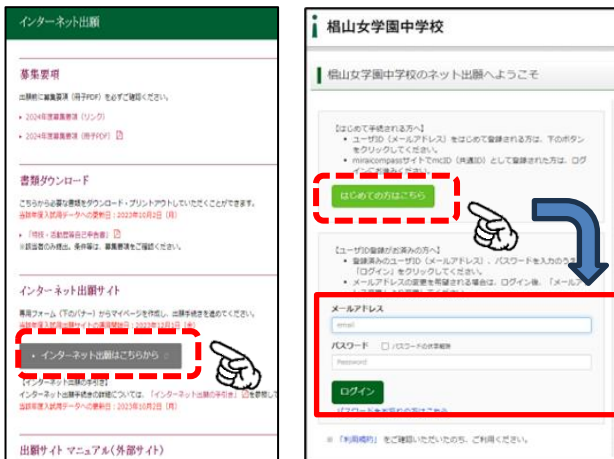 インターネット出願
募集要項
出願前に募集要項（冊子PDF）を必ずご確認ください。
2024年度募集要項（リンク）
2024年度募集要項（冊子PDF）
書類ダウンロード
こちらから必要な書類をダウンロード・プリントアウトしていただくことができます。
当該年度入試用データへの更新日：2023年10月2日（月）
「特技・活動歴等自己申告書」
※該当者のみ提出。条件等は、募集要項をご確認ください。
インターネット出願サイト
専用フォーム（下のバナー）からマイページを作成し、出願手続きを進めてください。
当該年度入試用出願サイトの運用開始日：2023年12月1日（金）
インターネット出願はこちらから
【インターネット出願の手引き】
インターネット出願手続きの詳細については、「インターネット出願の手引き」を参照して
当該年度入試用データへの更新日：2023年10月2日（月）
出願サイト マニュアル(外部サイト)
椙山女学園中学校
椙山女学園中学校のネット出願へようこそ
【はじめて手続される方へ】
ユーザID（メールアドレス）をはじめて登録される方は、下のボタン
をクリックしてください。
miraicompassサイトでmcID（共通ID）として登録された方は、ログ
インにお進みください。
はじめての方はこちら
【ユーザID登録がお済みの方へ】
登録済みのユーザID（メールアドレス）、パスワードを入力のうえ
「ログイン」をクリックしてください。
メールアドレスの変更を希望される場合は、ログイン後、「メールア
メールアドレス
email
パスワード パスワードの伏字解除
Password
ログイン
パスワードをお忘れの方はこちら
※ 「利用規約」をご確認いただいたのち、ご利用ください。